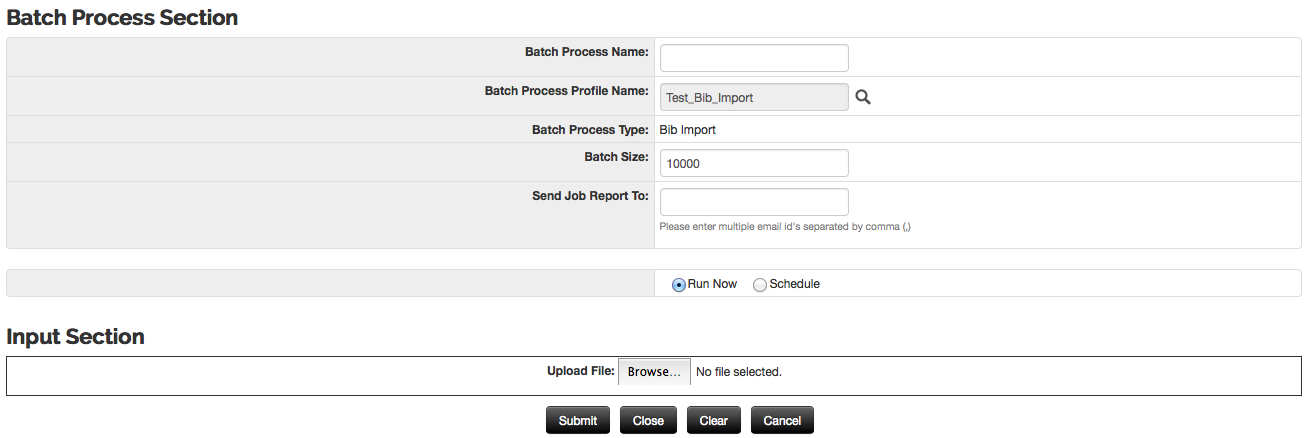 Batch Process Section
Batch Process Name:
Batch Process Profile Name: Test_Bib_Import
Batch Process Type: Bib Import
Batch Size: 10000
Send Job Report To:
Please enter multiple email id's separated by comma (,)
Run Now Schedule
Input Section
Upload File: Browse... No file selected.
Submit Close Clear Cancel